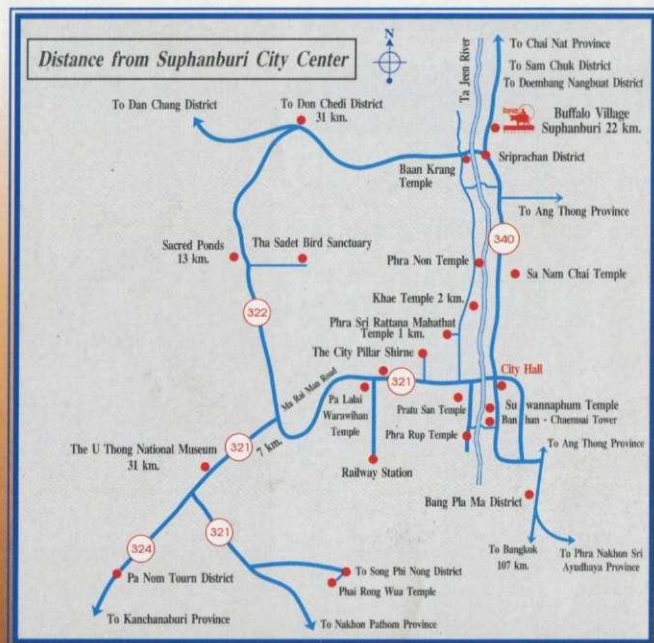 Distance from Suphanburi City Center
N
Ta Jeen River
To Chai Nat Province
To Sam Chuk District
To Doembang Nangbuat District
To Dan Chang District
To Don Chedi District
31 km.
Buffalo Village
Suphanburi 22 km.
Baan Krang
Temple
Sriprachan District
To Ang Thong Province
340
Sacred Ponds
13 km.
Tha Sadet Bird Sanctuary
Phra Non Temple
Sa Nam Chai Temple
322
Khae Temple 2 km.
Phra Sri Rattana Mahathat
Temple 1 km.
The City Pillar Shirne
321
City Hall
Ma Rai Man Road
Pa Lalai
Warawihan
Temple
Pratu San Temple
Su wannaphum Temple
Ban han - Chaemsai Tower
Phra Rup Temple
To Ang Thong Province
The U Thong National Museum
31 km.
321
7 km.
Railway Station
Bang Pla Ma District
321
324
To Bangkok
107 km.
To Phra Nakhon Sri
Ayudhaya Province
Pa Nom Tourn District
To Song Phi Nong District
Phai Rong Wua Temple
To Kanchanaburi Province
To Nakhon Pathom Province